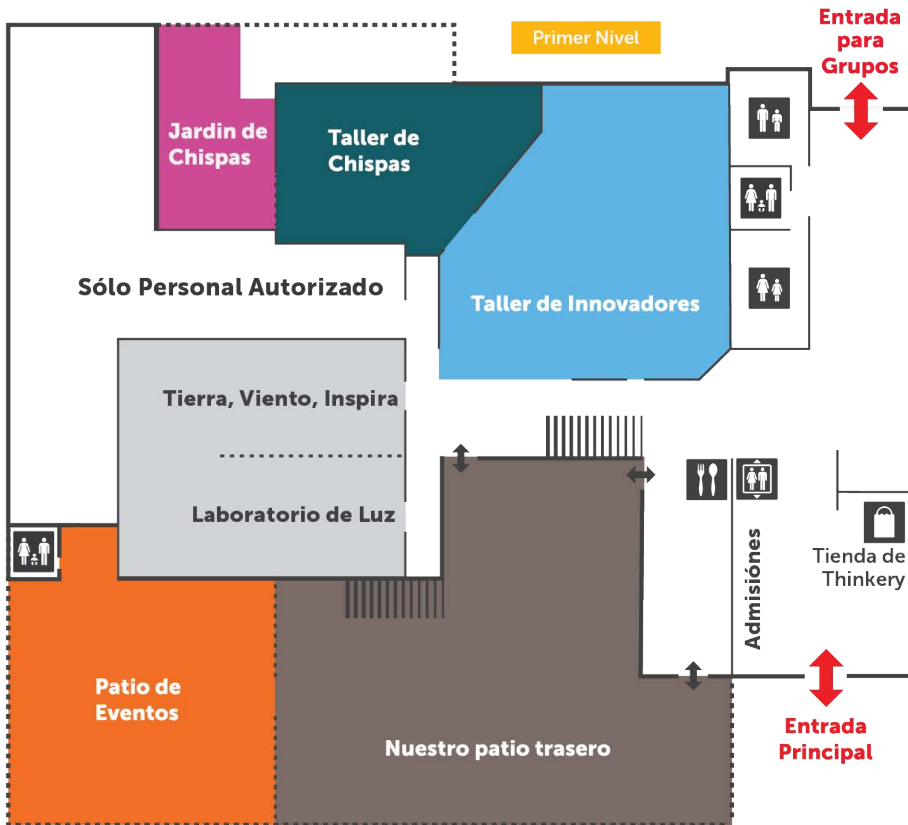 Primer Nivel
Entrada
para
Grupos
Jardin de
Chispas
Taller de
Chispas
Sólo Personal Autorizado
Taller de Innovadores
Tierra, Viento, Inspira
Laboratorio de Luz
Admisiónes
Tienda de
Thinkery
Patio de
Eventos
Nuestro patio trasero
Entrada
Principal